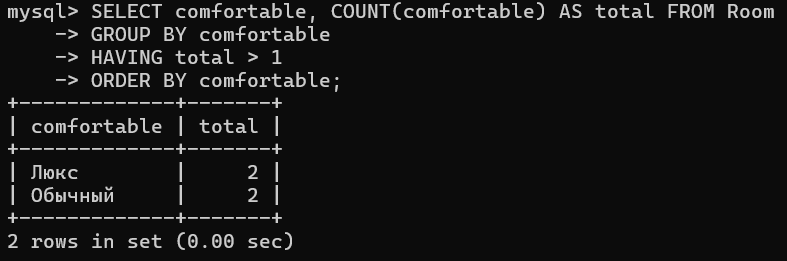 mysql> SELECT comfortable, COUNT(comfortable) AS total FROM Room
    -> GROUP BY comfortable
    -> HAVING total > 1
    -> ORDER BY comfortable;
+-------------+-------+
| comfortable | total |
+-------------+-------+
| Люкс        |     2 |
| Обычный     |     2 |
+-------------+-------+
2 rows in set (0.00 sec)